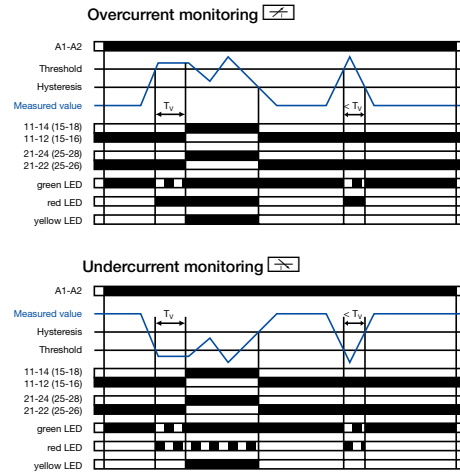 Overcurrent monitoring
A1-A2
Threshold
Hysteresis
Measured value
Tv
< Tv
11-14 (15-18)
11-12 (15-16)
21-24 (25-28)
21-22 (25-26)
green LED
red LED
yellow LED
Undercurrent monitoring
A1-A2
Measured value
Tv
< Tv
Hysteresis
Threshold
11-14 (15-18)
11-12 (15-16)
21-24 (25-28)
21-22 (25-26)
green LED
red LED
yellow LED